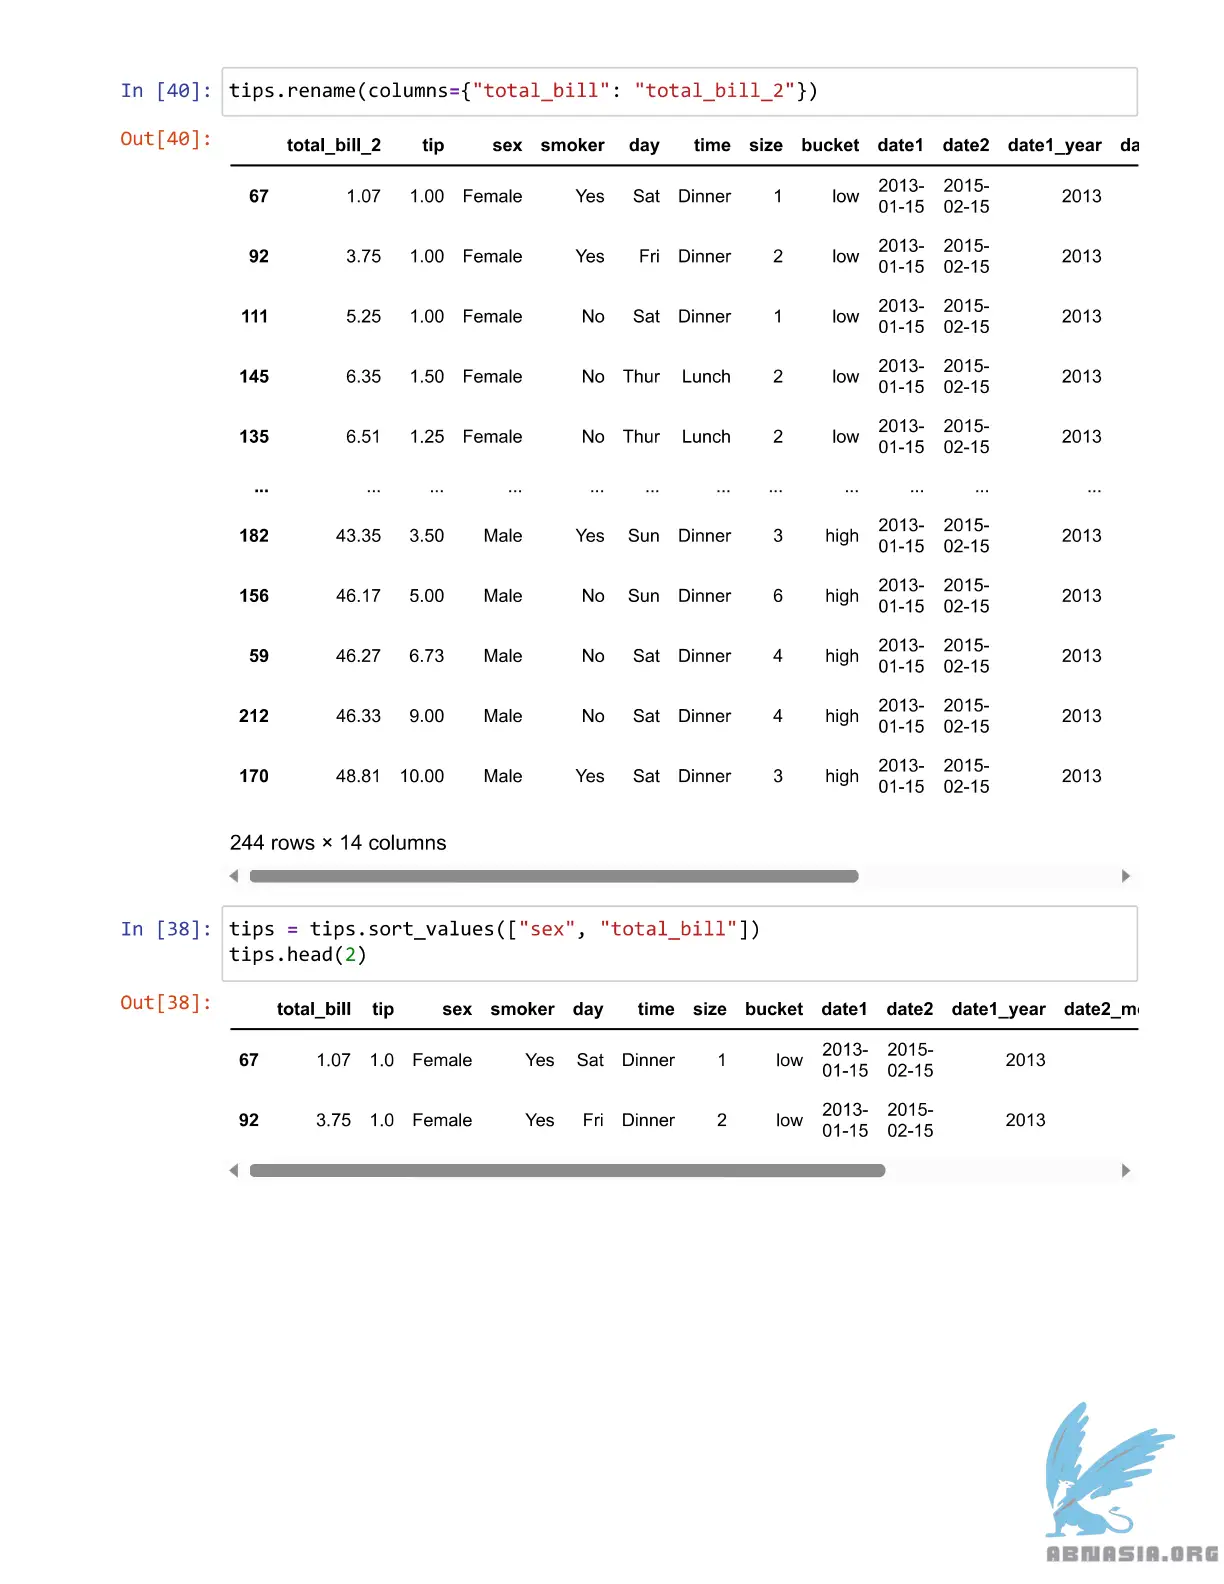 In [40]: tips.rename(columns={"total_bill": "total_bill_2"})
Out[40]:
total_bill_2 tip sex smoker day time size bucket date1 date2 date1_year da
67 1.07 1.00 Female Yes Sat Dinner 1 low 2013-01-15 2015-02-15 2013
92 3.75 1.00 Female Yes Fri Dinner 2 low 2013-01-15 2015-02-15 2013
111 5.25 1.00 Female No Sat Dinner 1 low 2013-01-15 2015-02-15 2013
145 6.35 1.50 Female No Thur Lunch 2 low 2013-01-15 2015-02-15 2013
135 6.51 1.25 Female No Thur Lunch 2 low 2013-01-15 2015-02-15 2013
... ... ... ... ... ... ... ... ... ... ... ...
182 43.35 3.50 Male Yes Sun Dinner 3 high 2013-01-15 2015-02-15 2013
156 46.17 5.00 Male No Sun Dinner 6 high 2013-01-15 2015-02-15 2013
59 46.27 6.73 Male No Sat Dinner 4 high 2013-01-15 2015-02-15 2013
212 46.33 9.00 Male No Sat Dinner 4 high 2013-01-15 2015-02-15 2013
170 48.81 10.00 Male Yes Sat Dinner 3 high 2013-01-15 2015-02-15 2013
244 rows × 14 columns
In [38]: tips = tips.sort_values(["sex", "total_bill"])
tips.head(2)
Out[38]:
total_bill tip sex smoker day time size bucket date1 date2 date1_year date2_m
67 1.07 1.0 Female Yes Sat Dinner 1 low 2013-01-15 2015-02-15 2013
92 3.75 1.0 Female Yes Fri Dinner 2 low 2013-01-15 2015-02-15 2013
ABNASIA.ORG